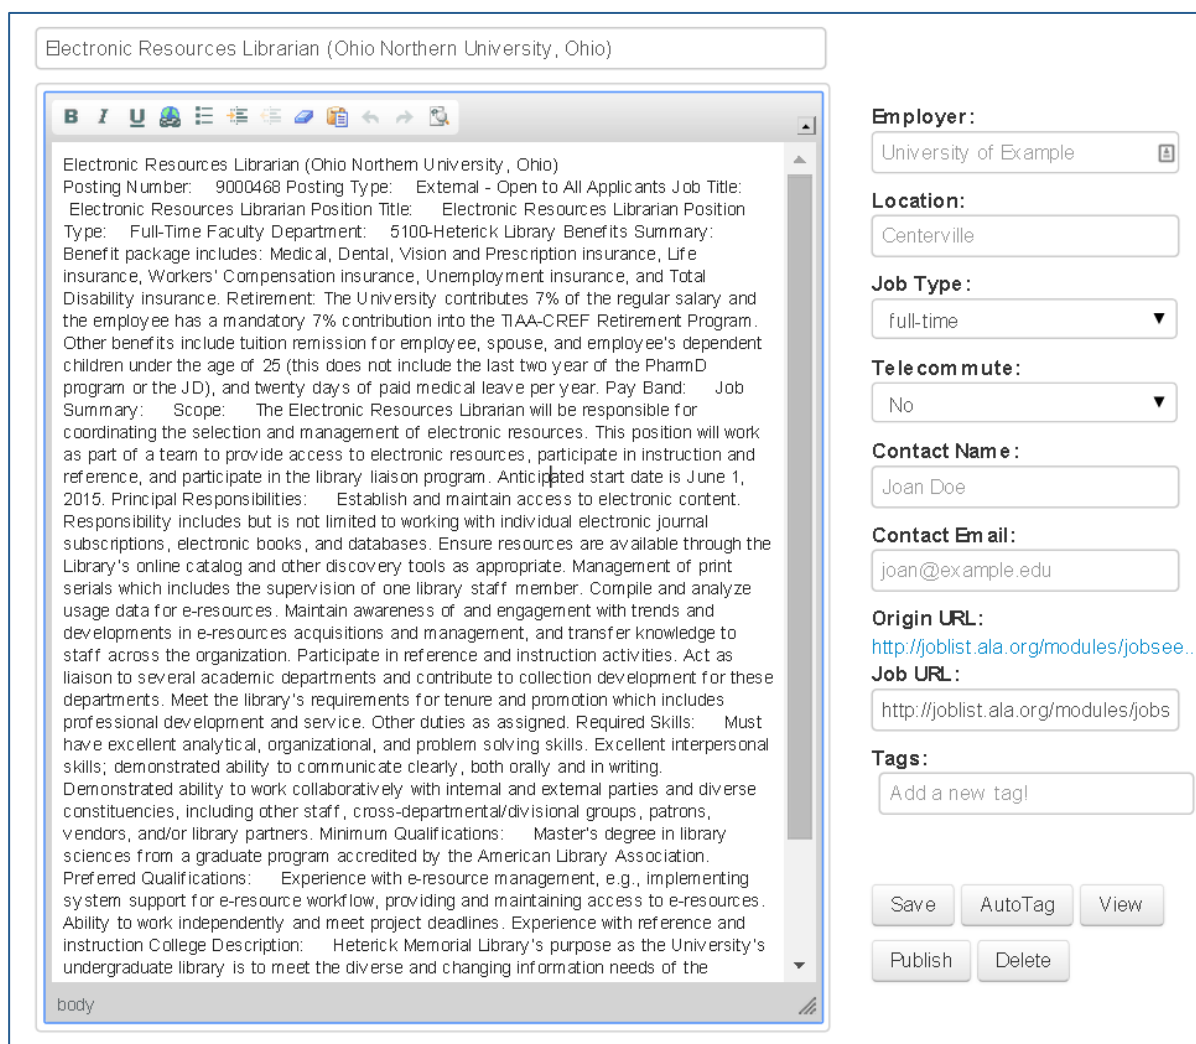 Electronic Resources Librarian (Ohio Northern University, Ohio)
B I U
Electronic Resources Librarian (Ohio Northern University, Ohio)
Posting Number: 9000468 Posting Type: External - Open to All Applicants Job Title:
Electronic Resources Librarian Position Title: Electronic Resources Librarian Position
Type: Full-Time Faculty Department: 5100-Heterick Library Benefits Summary:
Benefit package includes: Medical, Dental, Vision and Prescription insurance, Life
insurance, Workers' Compensation insurance, Unemployment insurance, and Total
Disability insurance. Retirement: The University contributes 7% of the regular salary and
the employee has a mandatory 7% contribution into the TIAA-CREF Retirement Program.
Other benefits include tuition remission for employee, spouse, and employee's dependent
children under the age of 25 (this does not include the last two year of the PharmD
program or the JD), and twenty days of paid medical leave per year. Pay Band: Job
Summary: Scope: The Electronic Resources Librarian will be responsible for
coordinating the selection and management of electronic resources. This position will work
as part of a team to provide access to electronic resources, participate in instruction and
reference, and participate in the library liaison program. Anticipated start date is June 1,
2015. Principal Responsibilities: Establish and maintain access to electronic content.
Responsibility includes but is not limited to working with individual electronic journal
subscriptions, electronic books, and databases. Ensure resources are available through the
Library's online catalog and other discovery tools as appropriate. Management of print
serials which includes the supervision of one library staff member. Compile and analyze
usage data for e-resources. Maintain awareness of and engagement with trends and
developments in e-resources acquisitions and management, and transfer knowledge to
staff across the organization. Participate in reference and instruction activities. Act as
liaison to several academic departments and contribute to collection development for these
departments. Meet the library's requirements for tenure and promotion which includes
professional development and service. Other duties as assigned. Required Skills: Must
have excellent analytical, organizational, and problem solving skills. Excellent interpersonal
skills; demonstrated ability to communicate clearly, both orally and in writing.
Demonstrated ability to work collaboratively with internal and external parties and diverse
constituencies, including other staff, cross-departmental/divisional groups, patrons,
vendors, and/or library partners. Minimum Qualifications: Master's degree in library
sciences from a graduate program accredited by the American Library Association.
Preferred Qualifications: Experience with e-resource management, e.g., implementing
system support for e-resource workflow, providing and maintaining access to e-resources.
Ability to work independently and meet project deadlines. Experience with reference and
instruction College Description: Heterick Memorial Library's purpose as the University's
undergraduate library is to meet the diverse and changing information needs of the
body
Employer:
University of Example
Location:
Centerville
Job Type:
full-time
Telecommute:
No
Contact Name:
Joan Doe
Contact Email:
joan@example.edu
Origin URL:
http://joblist.ala.org/modules/jobsee..
Job URL:
http://joblist.ala.org/modules/jobs
Tags:
Add a new tag!
Save AutoTag View
Publish Delete